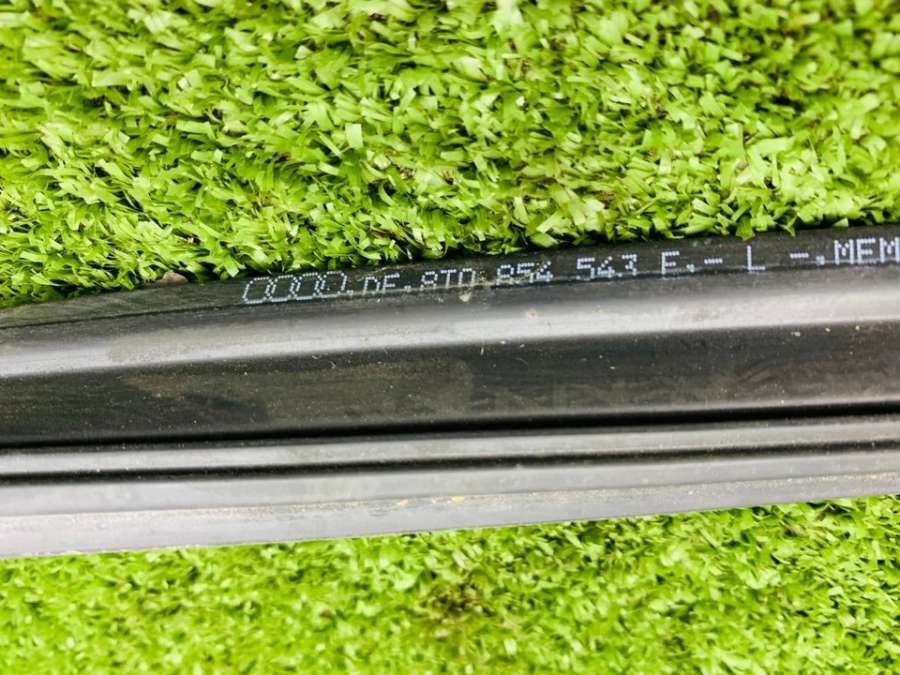 DE. 8T0 854 543 E.- L -.MEM